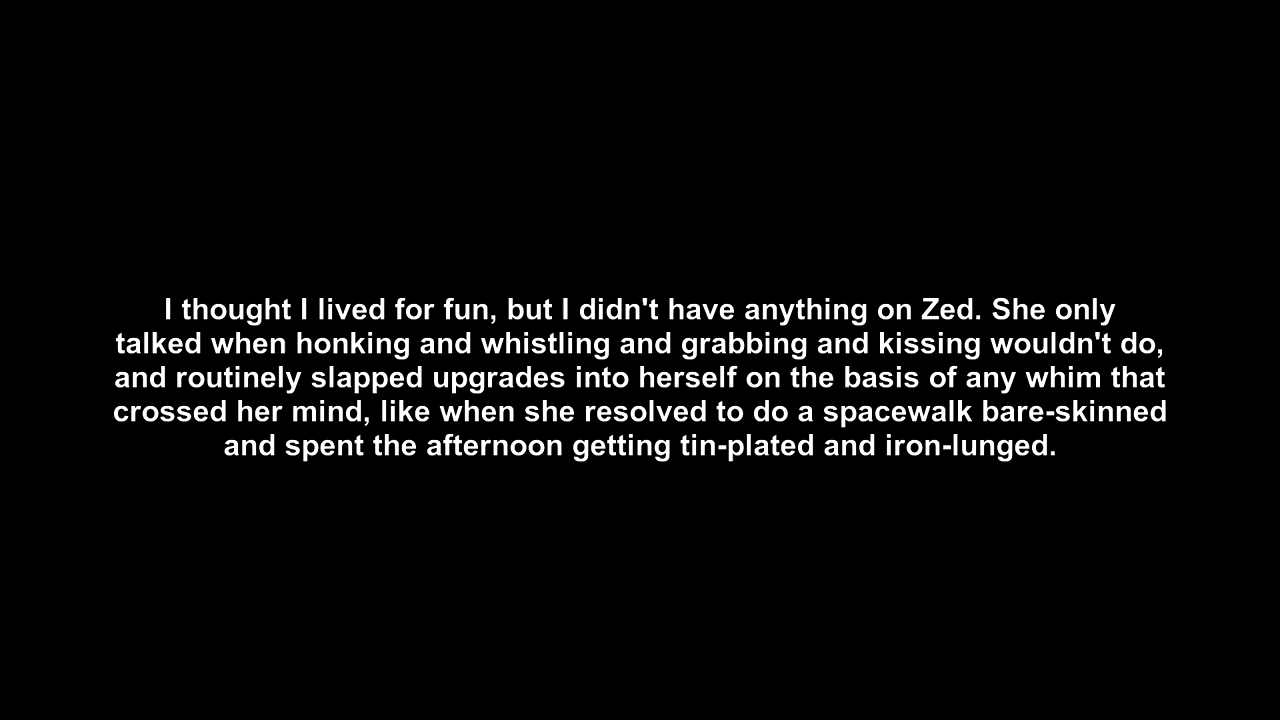 I thought I lived for fun, but I didn't have anything on Zed. She only
talked when honking and whistling and grabbing and kissing wouldn't do,
and routinely slapped upgrades into herself on the basis of any whim that
crossed her mind, like when she resolved to do a spacewalk bare-skinned
and spent the afternoon getting tin-plated and iron-lunged.